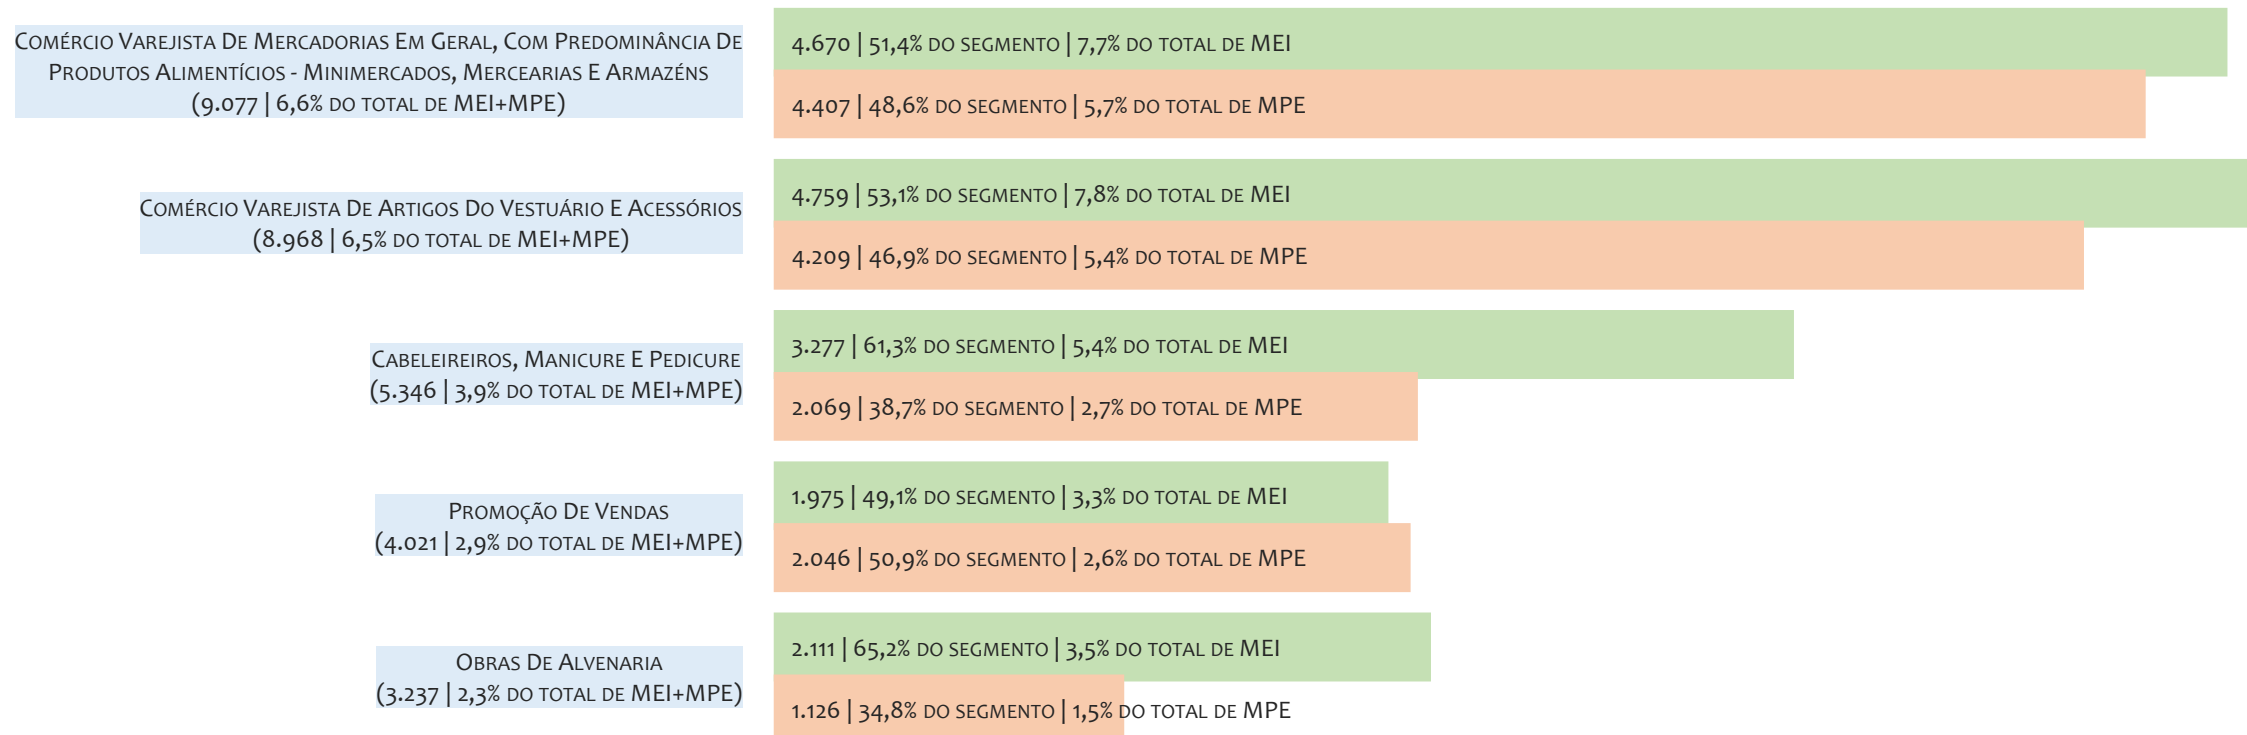 Comércio Varejista De Mercadorias Em Geral, Com Predominância De
Produtos Alimentícios - Minimercados, Mercearias E Armazéns
(9.077 | 6,6% do total de MEI+MPE)
4.670 | 51,4% do segmento | 7,7% do total de MEI
4.407 | 48,6% do segmento | 5,7% do total de MPE
Comércio Varejista De Artigos Do Vestuário E Acessórios
(8.968 | 6,5% do total de MEI+MPE)
4.759 | 53,1% do segmento | 7,8% do total de MEI
4.209 | 46,9% do segmento | 5,4% do total de MPE
Cabeleireiros, Manicure E Pedicure
(5.346 | 3,9% do total de MEI+MPE)
3.277 | 61,3% do segmento | 5,4% do total de MEI
2.069 | 38,7% do segmento | 2,7% do total de MPE
Promoção De Vendas
(4.021 | 2,9% do total de MEI+MPE)
1.975 | 49,1% do segmento | 3,3% do total de MEI
2.046 | 50,9% do segmento | 2,6% do total de MPE
Obras De Alvenaria
(3.237 | 2,3% do total de MEI+MPE)
2.111 | 65,2% do segmento | 3,5% do total de MEI
1.126 | 34,8% do segmento | 1,5% do total de MPE